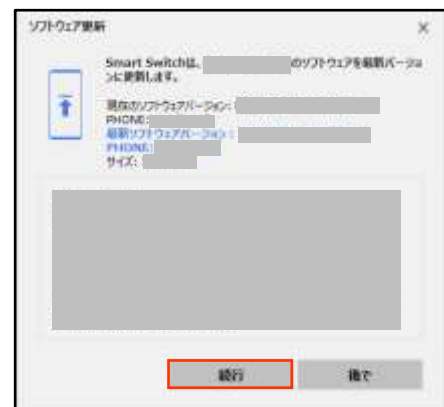 ソフトウェア更新
Smart Switchは、 のソフトウェアを最新バージョ
ンに更新します。
現在のソフトウェアバージョン:
PHONE:
最新ソフトウェアバージョン:
PHONE:
サイズ:
続行 後で